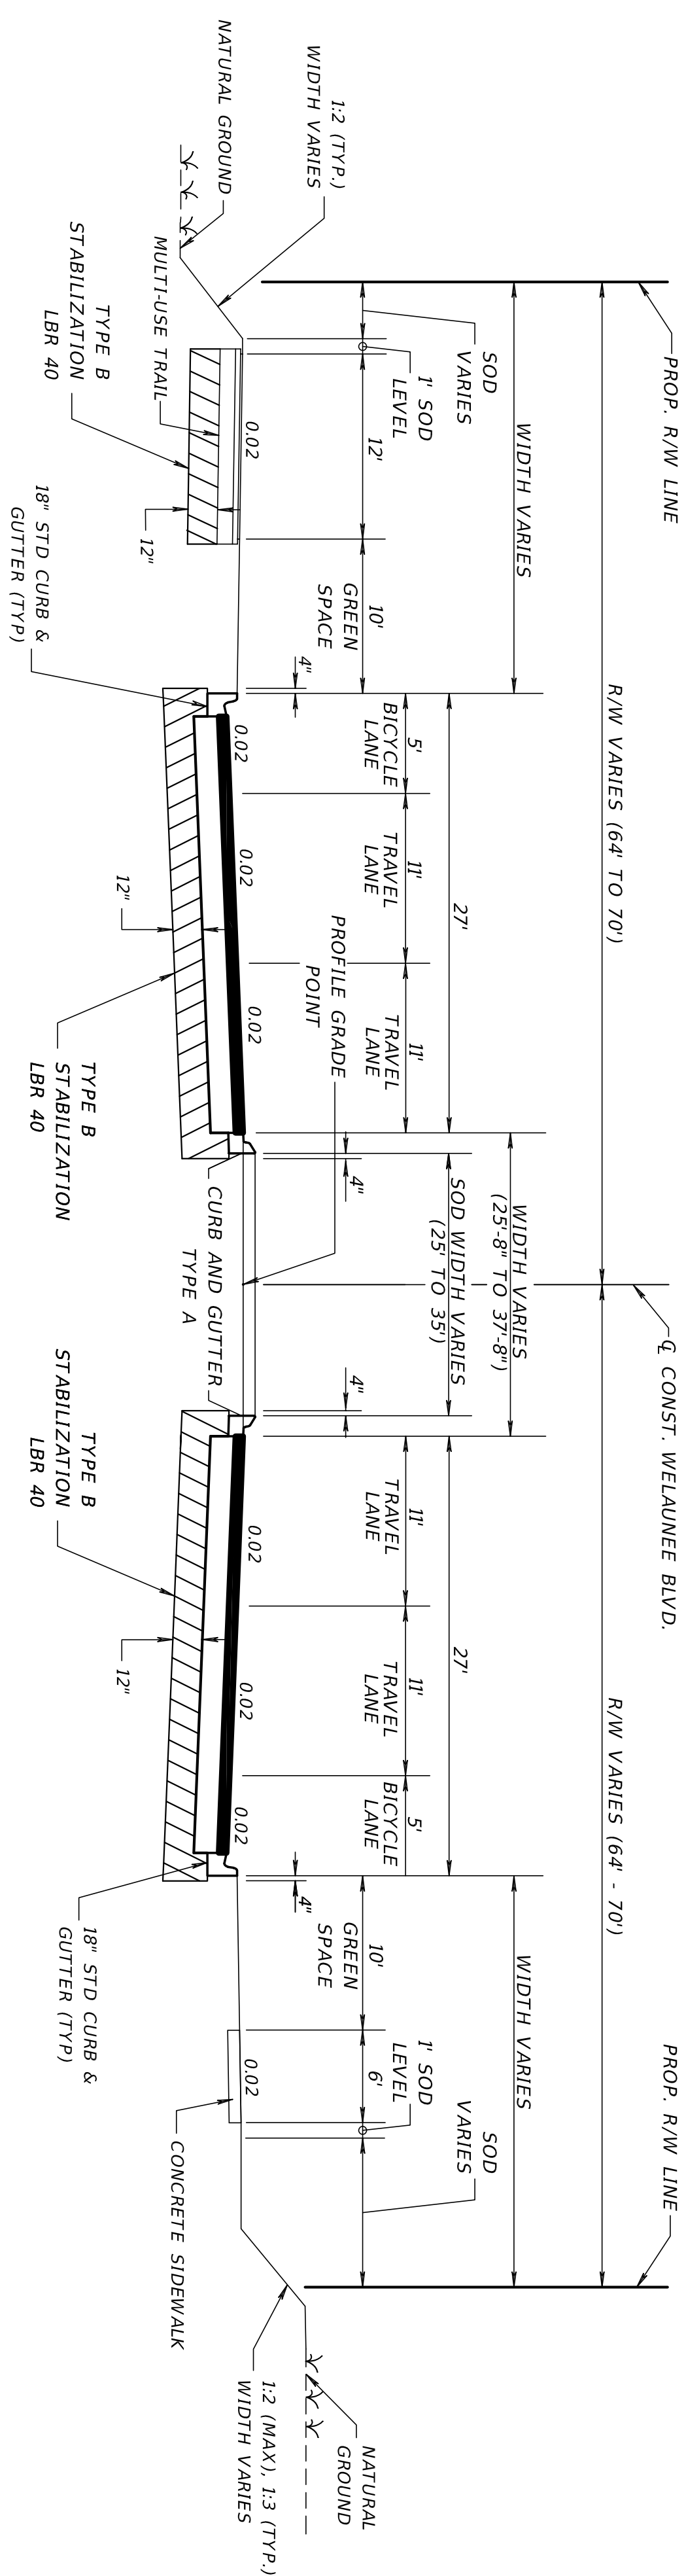 PROP. R/W LINE
℄ CONST. WELAUNEE BLVD.
PROP. R/W LINE
R/W VARIES (64' TO 70')
R/W VARIES (64' - 70')
WIDTH VARIES
WIDTH VARIES
(25'-8" TO 37'-8")
WIDTH VARIES
SOD
VARIES
27'
SOD WIDTH VARIES
(25' TO 35')
27'
SOD
VARIES
1' SOD
LEVEL
12'
10'
GREEN
SPACE
5'
BICYCLE
LANE
11'
TRAVEL
LANE
11'
TRAVEL
LANE
11'
TRAVEL
LANE
11'
TRAVEL
LANE
5'
BICYCLE
LANE
10'
GREEN
SPACE
6'
1' SOD
LEVEL
1:2 (TYP.)
WIDTH VARIES
4"
PROFILE GRADE
POINT
4"
4"
4"
NATURAL
GROUND
NATURAL GROUND
0.02
0.02
0.02
0.02
0.02
0.02
0.02
0.02
1:2 (MAX), 1:3 (TYP.)
WIDTH VARIES
MULTI-USE TRAIL
12"
CURB AND GUTTER
TYPE A
CONCRETE SIDEWALK
TYPE B
STABILIZATION
LBR 40
12"
12"
18" STD CURB &
GUTTER (TYP)
TYPE B
STABILIZATION
LBR 40
TYPE B
STABILIZATION
LBR 40
18" STD CURB &
GUTTER (TYP)